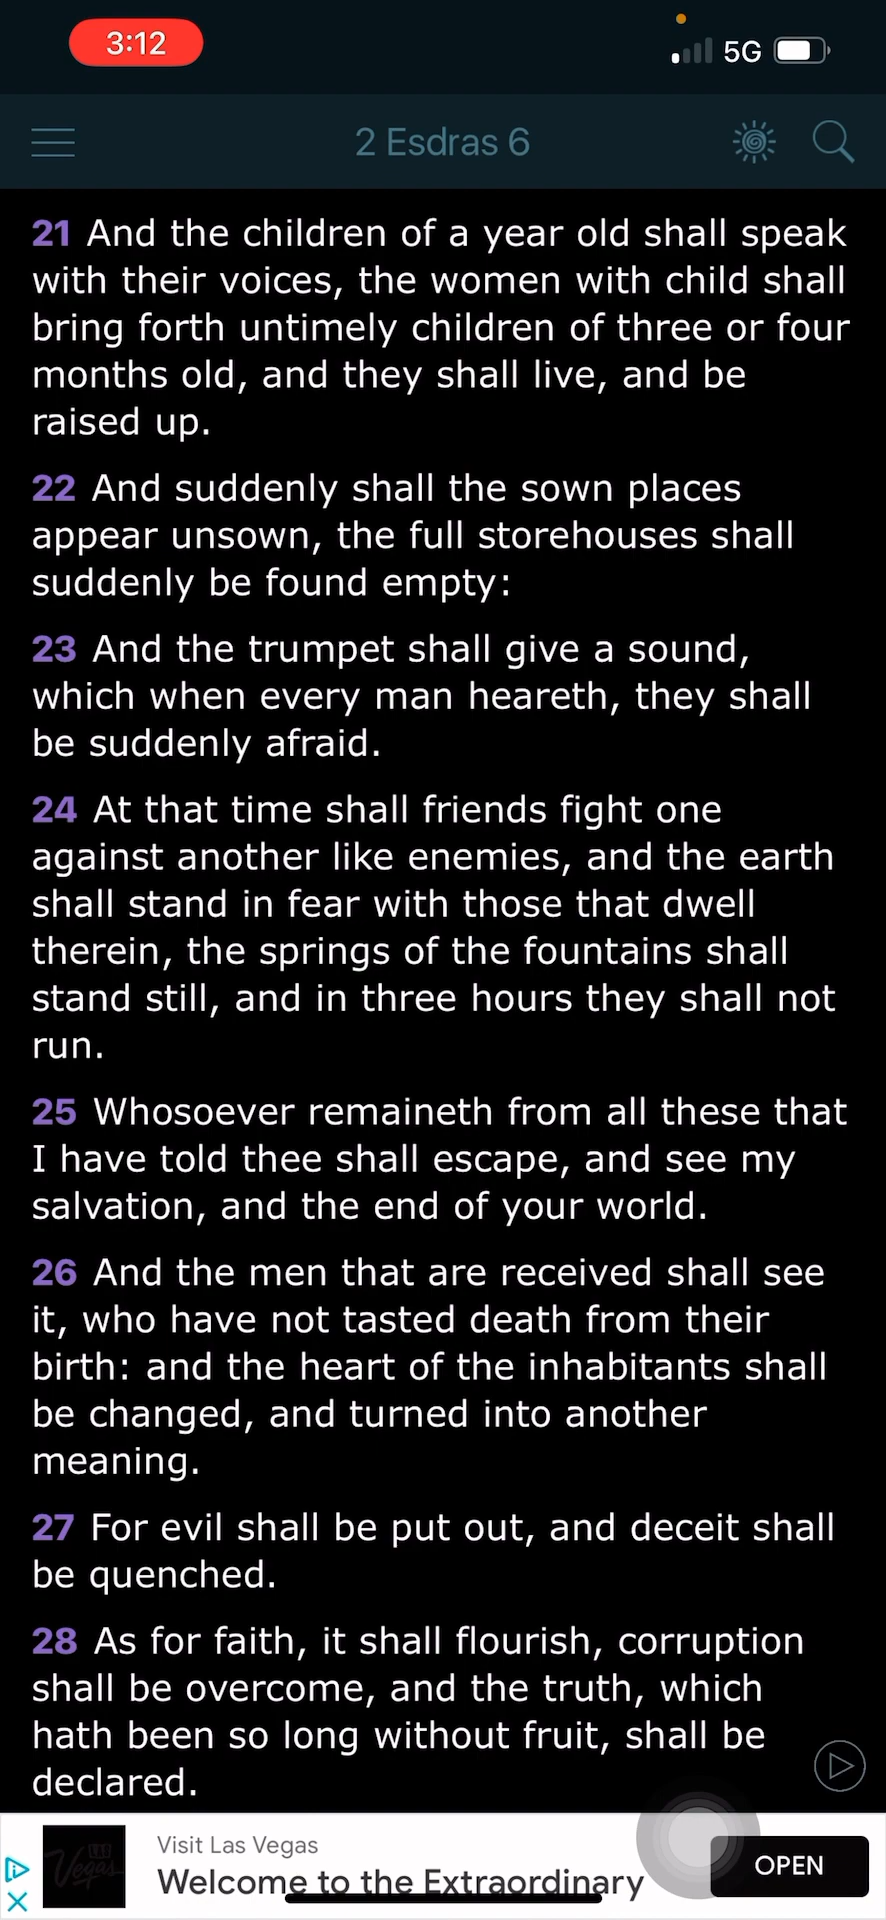 3:12
5G
2 Esdras 6
21 And the children of a year old shall speak
with their voices, the women with child shall
bring forth untimely children of three or four
months old, and they shall live, and be
raised up.
22 And suddenly shall the sown places
appear unsown, the full storehouses shall
suddenly be found empty:
23 And the trumpet shall give a sound,
which when every man heareth, they shall
be suddenly afraid.
24 At that time shall friends fight one
against another like enemies, and the earth
shall stand in fear with those that dwell
therein, the springs of the fountains shall
stand still, and in three hours they shall not
run.
25 Whosoever remaineth from all these that
I have told thee shall escape, and see my
salvation, and the end of your world.
26 And the men that are received shall see
it, who have not tasted death from their
birth: and the heart of the inhabitants shall
be changed, and turned into another
meaning.
27 For evil shall be put out, and deceit shall
be quenched.
28 As for faith, it shall flourish, corruption
shall be overcome, and the truth, which
hath been so long without fruit, shall be
declared.
LAS
Vegas
Visit Las Vegas
Welcome to the Extraordinary
OPEN